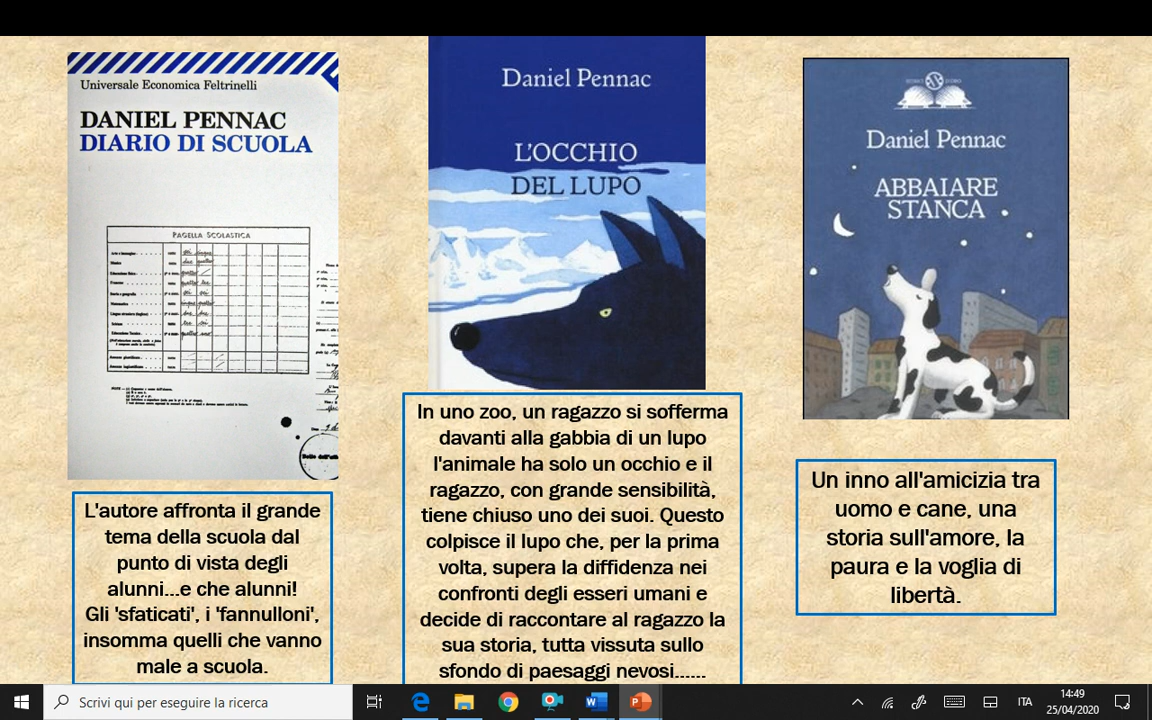 Universale Economica Feltrinelli
DANIEL PENNAC
DIARIO DI SCUOLA
PAGELLA SCOLASTICA
L'autore affronta il grande
tema della scuola dal
punto di vista degli
alunni...e che alunni!
Gli 'sfaticati', i 'fannulloni',
insomma quelli che vanno
male a scuola.
Daniel Pennac
L'OCCHIO
DEL LUPO
In uno zoo, un ragazzo si sofferma
davanti alla gabbia di un lupo
l'animale ha solo un occhio e il
ragazzo, con grande sensibilità,
tiene chiuso uno dei suoi. Questo
colpisce il lupo che, per la prima
volta, supera la diffidenza nei
confronti degli esseri umani e
decide di raccontare al ragazzo la
sua storia, tutta vissuta sullo
sfondo di paesaggi nevosi......
Daniel Pennac
ABBAIARE
STANCA
Un inno all'amicizia tra
uomo e cane, una
storia sull'amore, la
paura e la voglia di
libertà.
Scrivi qui per eseguire la ricerca
ITA
14:49
25/04/2020